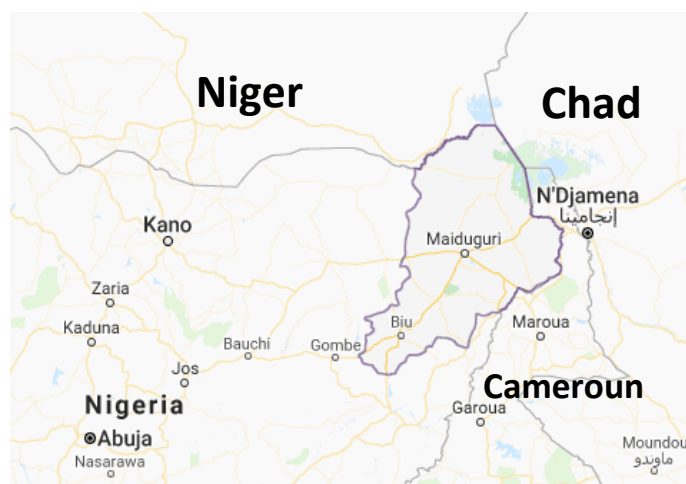 Niger
Chad
N'Djamena
إنجامينا
Kano
Maiduguri
Zaria
Kaduna
Biu
Maroua
Bauchi
Gombe
Jos
Cameroun
Nigeria
Garoua
Abuja
Moundou
ماوندو
Nasarawa